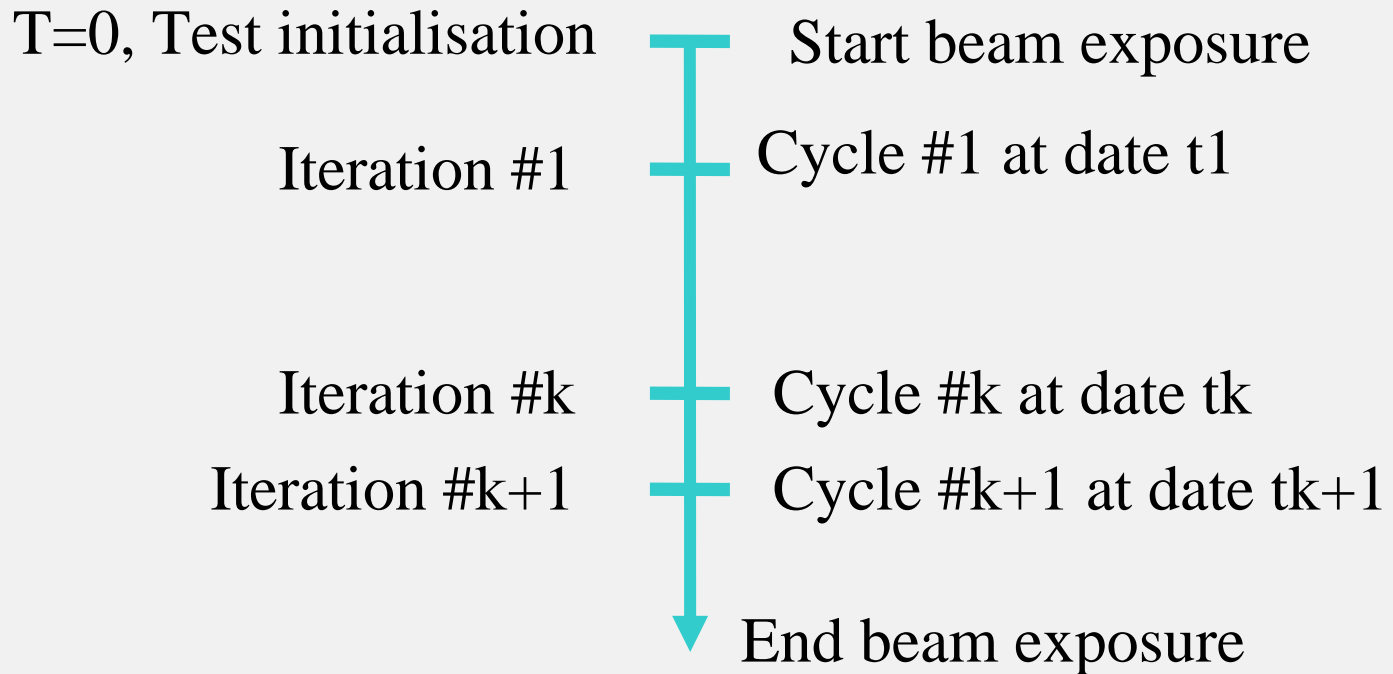 T=0, Test initialisation
Start beam exposure
Iteration #1
Cycle #1 at date t1
Iteration #k
Cycle #k at date tk
Iteration #k+1
Cycle #k+1 at date tk+1
End beam exposure